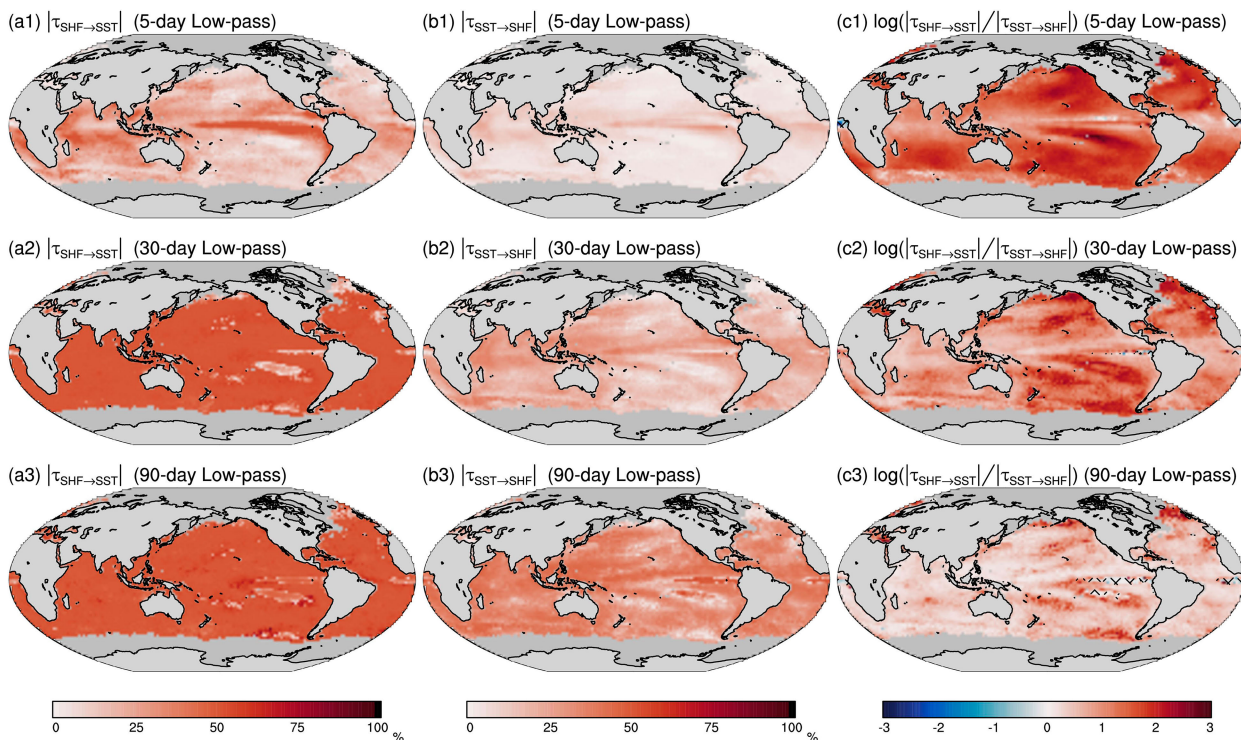 (a1) |τSHF→SST| (5-day Low-pass)
(b1) |τSST→SHF| (5-day Low-pass)
(c1) log(|τSHF→SST|/|τSST→SHF|) (5-day Low-pass)
(a2) |τSHF→SST| (30-day Low-pass)
(b2) |τSST→SHF| (30-day Low-pass)
(c2) log(|τSHF→SST|/|τSST→SHF|) (30-day Low-pass)
(a3) |τSHF→SST| (90-day Low-pass)
(b3) |τSST→SHF| (90-day Low-pass)
(c3) log(|τSHF→SST|/|τSST→SHF|) (90-day Low-pass)
0 25 50 75 100 %
0 25 50 75 100 %
-3 -2 -1 0 1 2 3